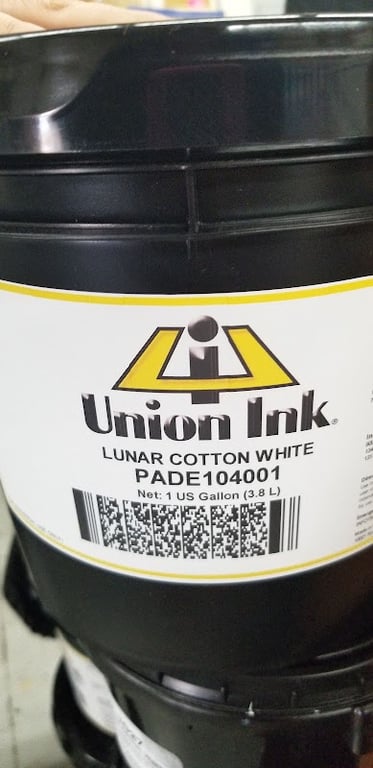 Union Ink®
LUNAR COTTON WHITE
PADE104001
Net: 1 US Gallon (3.8 L)